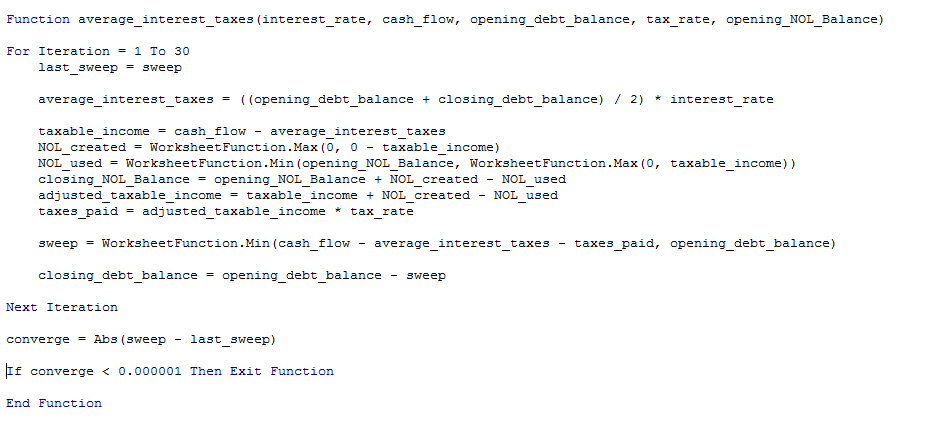 Function average_interest_taxes(interest_rate, cash_flow, opening_debt_balance, tax_rate, opening_NOL_Balance)
For Iteration = 1 To 30
last_sweep = sweep
average_interest_taxes = ((opening_debt_balance + closing_debt_balance) / 2) * interest_rate
taxable_income = cash_flow - average_interest_taxes
NOL_created = WorksheetFunction.Max(0, 0 - taxable_income)
NOL_used = WorksheetFunction.Min(opening_NOL_Balance, WorksheetFunction.Max(0, taxable_income))
closing_NOL_Balance = opening_NOL_Balance + NOL_created - NOL_used
adjusted_taxable_income = taxable_income + NOL_created - NOL_used
taxes_paid = adjusted_taxable_income * tax_rate
sweep = WorksheetFunction.Min(cash_flow - average_interest_taxes - taxes_paid, opening_debt_balance)
closing_debt_balance = opening_debt_balance - sweep
Next Iteration
converge = Abs(sweep - last_sweep)
If converge < 0.000001 Then Exit Function
End Function